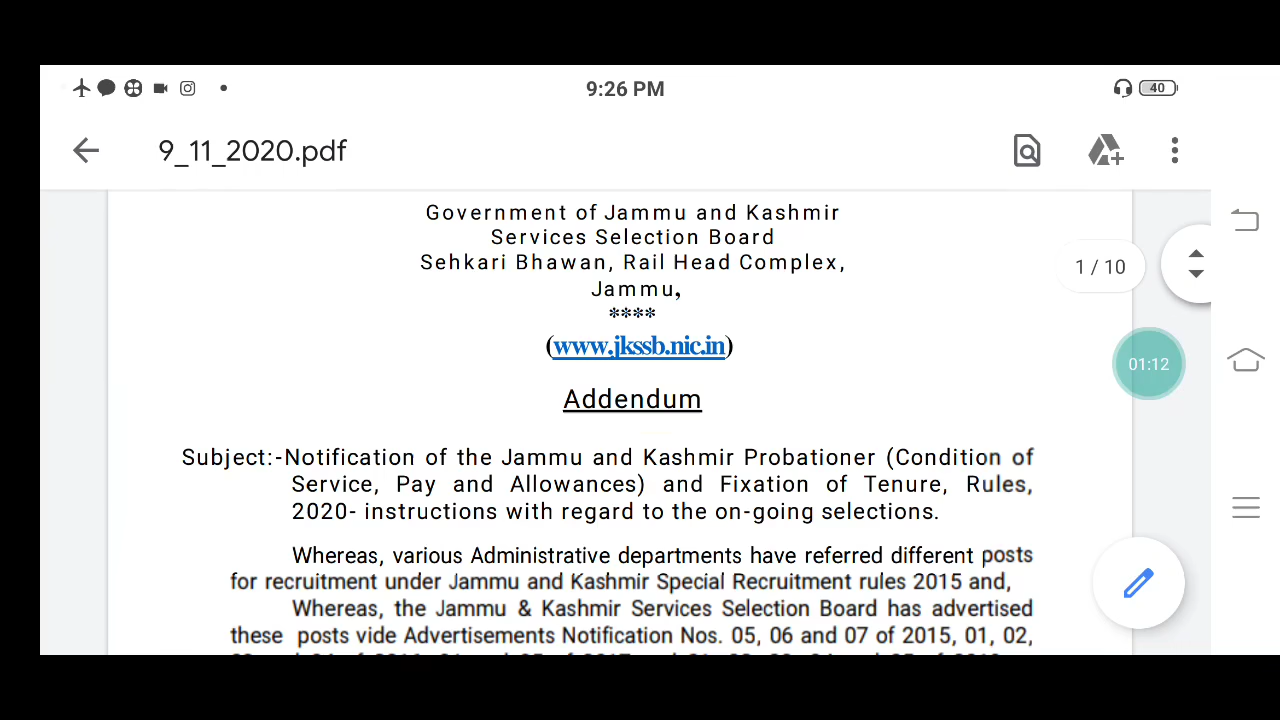 9:26 PM
40
9_11_2020.pdf
Government of Jammu and Kashmir
Services Selection Board
Sehkari Bhawan, Rail Head Complex,
Jammu,
****
(www.jkssb.nic.in)
1 / 10
01:12
Addendum
Subject:-Notification of the Jammu and Kashmir Probationer (Condition of
Service, Pay and Allowances) and Fixation of Tenure, Rules,
2020- instructions with regard to the on-going selections.
Whereas, various Administrative departments have referred different posts
for recruitment under Jammu and Kashmir Special Recruitment rules 2015 and,
Whereas, the Jammu & Kashmir Services Selection Board has advertised
these posts vide Advertisements Notification Nos. 05, 06 and 07 of 2015, 01, 02,